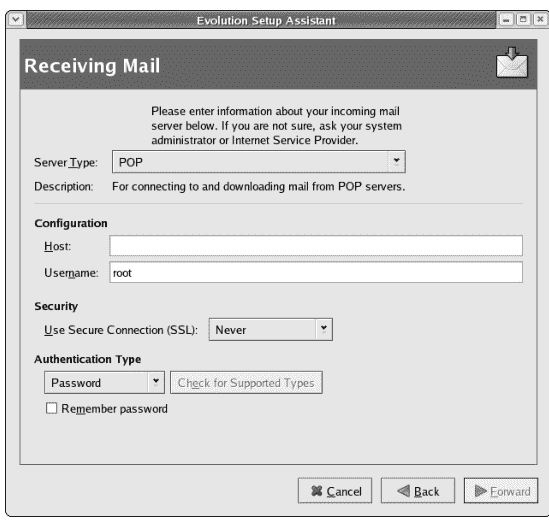 Evolution Setup Assistant
Receiving Mail
Please enter information about your incoming mail
server below. If you are not sure, ask your system
administrator or Internet Service Provider.
Server Type: POP
Description: For connecting to and downloading mail from POP servers.
Configuration
Host:
Username: root
Security
Use Secure Connection (SSL): Never
Authentication Type
Password Check for Supported Types
Remember password
Cancel Back Forward